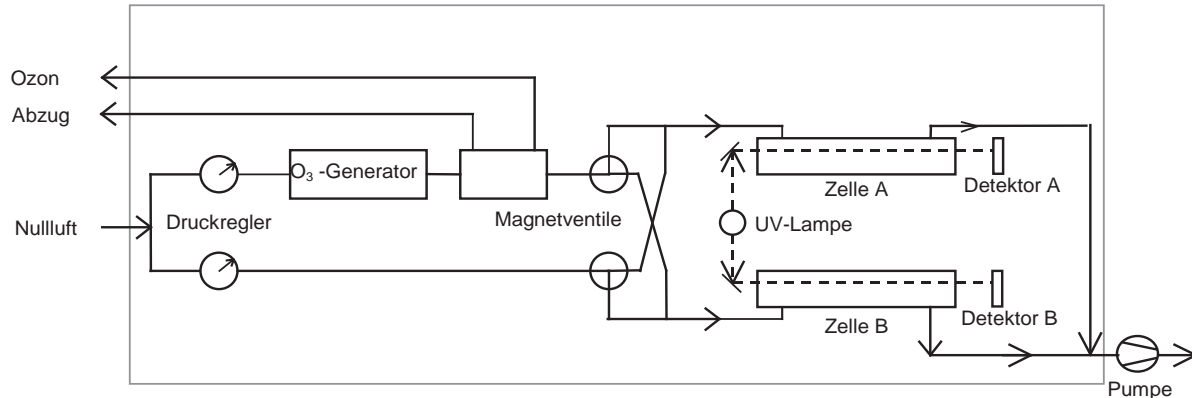 Ozon
Abzug
O₃ -Generator
Zelle A
Detektor A
Nullluft
Druckregler
Magnetventile
UV-Lampe
Zelle B
Detektor B
Pumpe